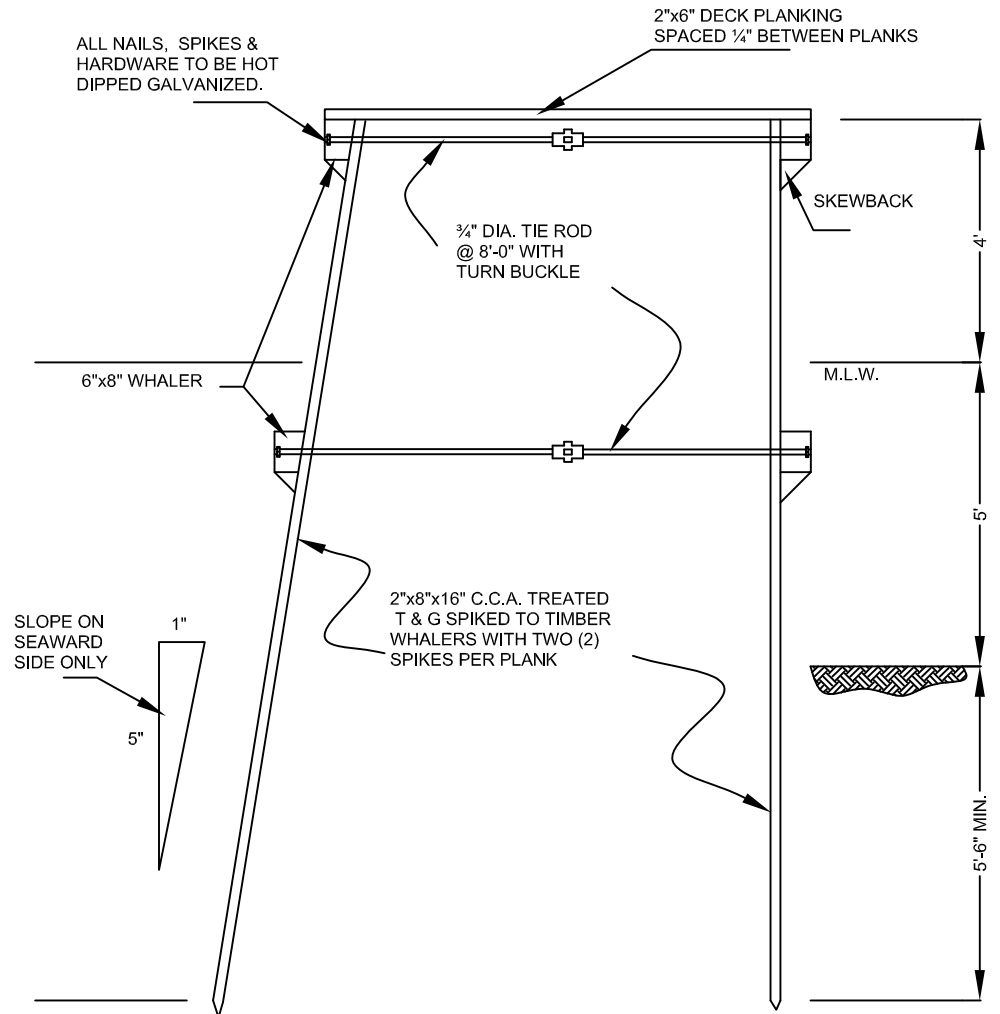 2"x6" DECK PLANKING
SPACED ¼" BETWEEN PLANKS
ALL NAILS, SPIKES &
HARDWARE TO BE HOT
DIPPED GALVANIZED.
SKEWBACK
¾" DIA. TIE ROD
@ 8'-0" WITH
TURN BUCKLE
4'
6"x8" WHALER
M.L.W.
5'
2"x8"x16" C.C.A. TREATED
T & G SPIKED TO TIMBER
WHALERS WITH TWO (2)
SPIKES PER PLANK
SLOPE ON
SEAWARD
SIDE ONLY
1"
5"
5'-6" MIN.